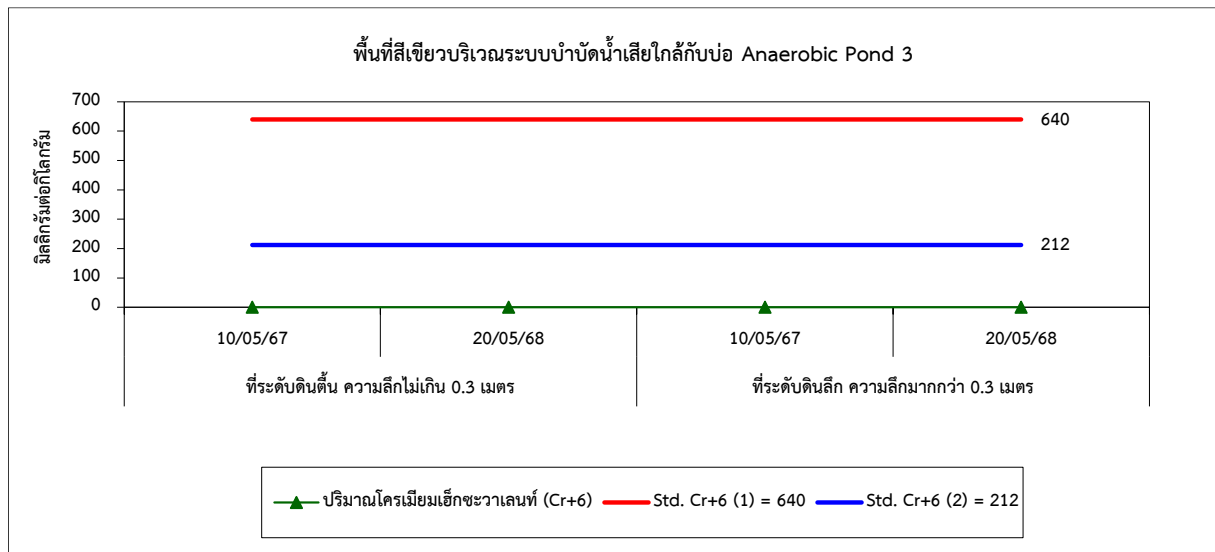 พื้นที่สีเขียวบริเวณระบบบำบัดน้ำเสียใกล้กับบ่อ Anaerobic Pond 3
มิลลิกรัมต่อกิโลกรัม
700
600
500
400
300
200
100
0
640
212
10/05/67 20/05/68 10/05/67 20/05/68
ที่ระดับดินตื้น ความลึกไม่เกิน 0.3 เมตร ที่ระดับดินลึก ความลึกมากกว่า 0.3 เมตร
ปริมาณโครเมียมเฮ็กซะวาเลนท์ (Cr+6) Std. Cr+6 (1) = 640 Std. Cr+6 (2) = 212